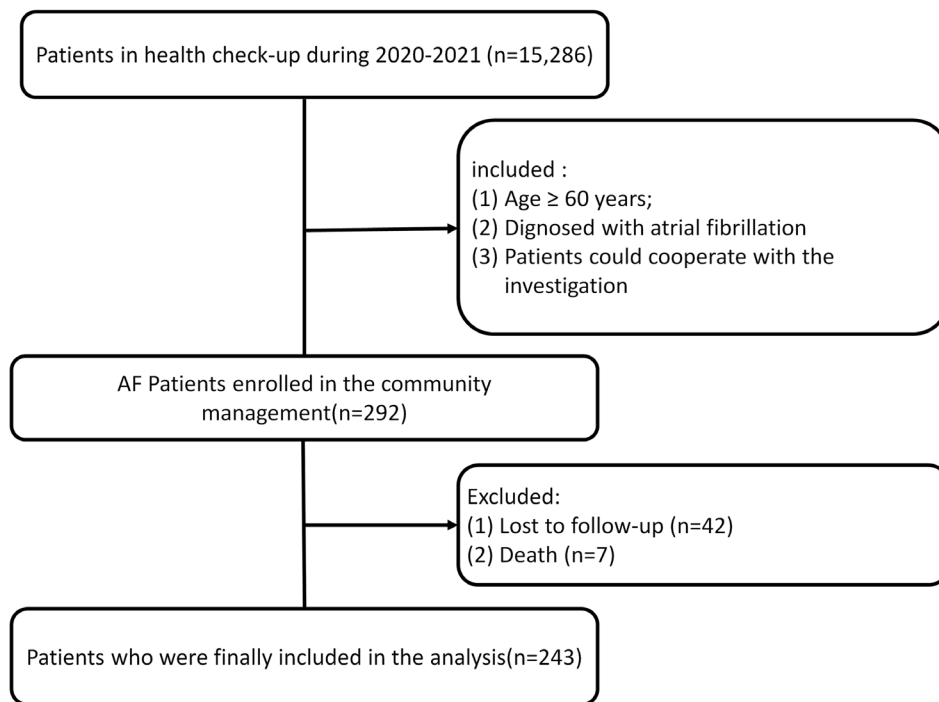 Patients in health check-up during 2020-2021 (n=15,286)
included :
(1) Age ≥ 60 years;
(2) Dignosed with atrial fibrillation
(3) Patients could cooperate with the
investigation
AF Patients enrolled in the community
management(n=292)
Excluded:
(1) Lost to follow-up (n=42)
(2) Death (n=7)
Patients who were finally included in the analysis(n=243)